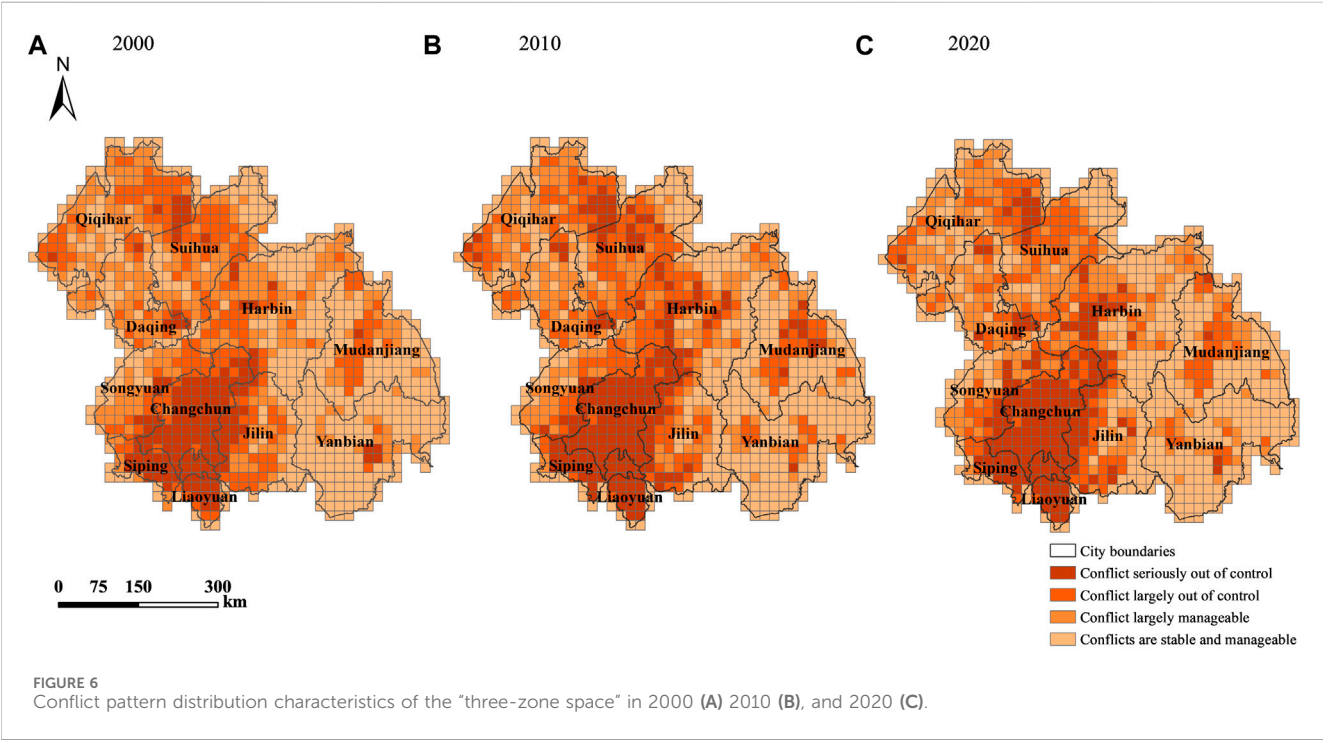 A
2000
B
2010
C
2020
N
Qiqihar
Suihua
Daqing
Harbin
Mudanjiang
Songyuan
Changchun
Jilin
Yanbian
Siping
Liaoyuan
Qiqihar
Suihua
Daqing
Harbin
Mudanjiang
Songyuan
Changchun
Jilin
Yanbian
Siping
Liaoyuan
Qiqihar
Suihua
Daqing
Harbin
Mudanjiang
Songyuan
Changchun
Jilin
Yanbian
Siping
Liaoyuan
0 75 150 300
km
City boundaries
Conflict seriously out of control
Conflict largely out of control
Conflict largely manageable
Conflicts are stable and manageable
FIGURE 6
Conflict pattern distribution characteristics of the “three-zone space” in 2000 (A) 2010 (B), and 2020 (C).